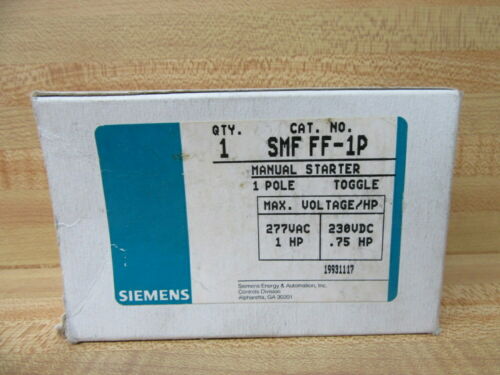 QTY. CAT. NO.
1 SMF FF-1P
MANUAL STARTER
1 POLE TOGGLE
MAX. VOLTAGE/HP
277VAC 230VDC
1 HP .75 HP
19931117
SIEMENS
Siemens Energy & Automation, Inc.
Controls Division
Alpharetta, GA 30201